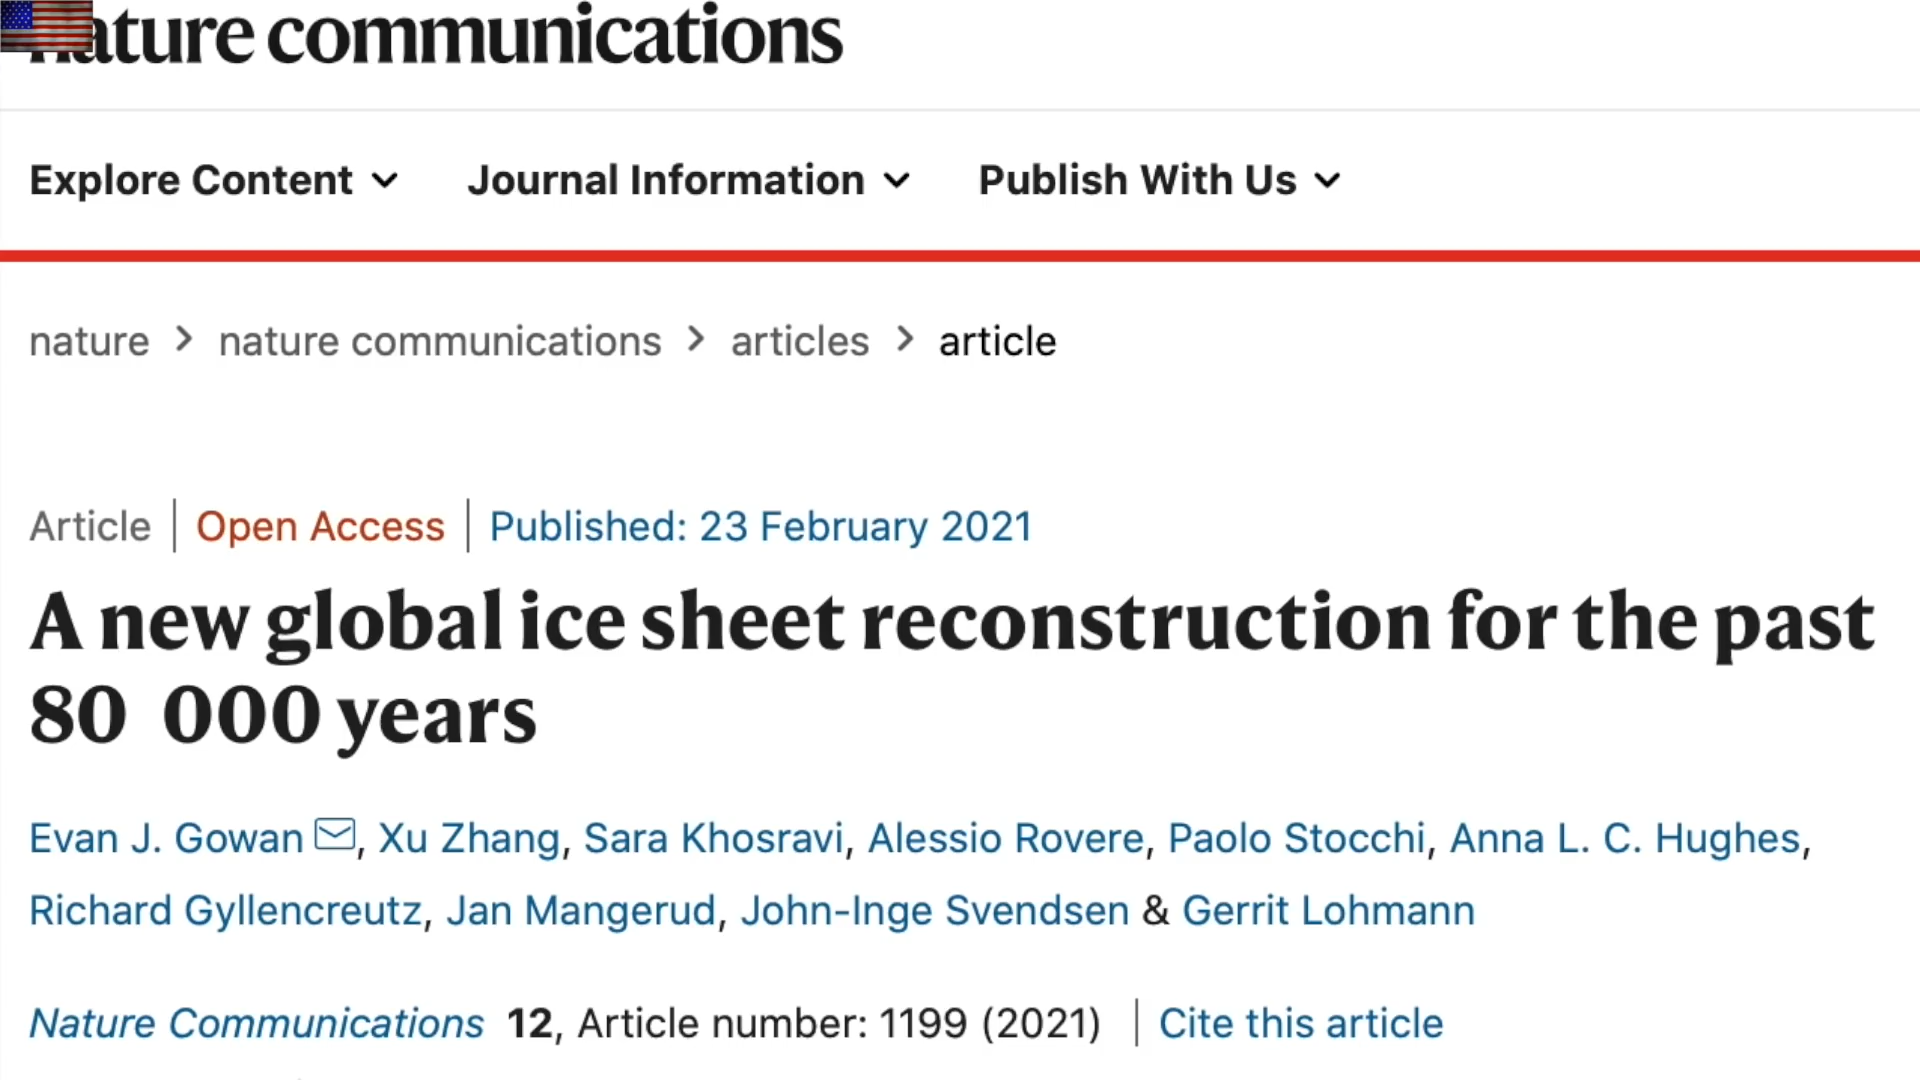 nature communications
Explore Content Journal Information Publish With Us
nature > nature communications > articles > article
Article | Open Access | Published: 23 February 2021
A new global ice sheet reconstruction for the past
80 000 years
Evan J. Gowan, Xu Zhang, Sara Khosravi, Alessio Rovere, Paolo Stocchi, Anna L. C. Hughes,
Richard Gyllencreutz, Jan Mangerud, John-Inge Svendsen & Gerrit Lohmann
Nature Communications 12, Article number: 1199 (2021) | Cite this article